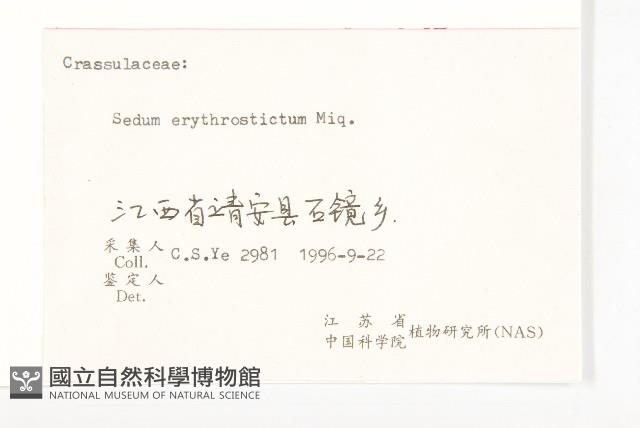 Crassulaceae:
Sedum erythrostictum Miq.
江西省靖安县石镜乡.
采集人
Coll. C.S.Ye 2981 1996-9-22
鉴定人
Det.
江苏省
中国科学院 植物研究所(NAS)
國立自然科學博物館
NATIONAL MUSEUM OF NATURAL SCIENCE